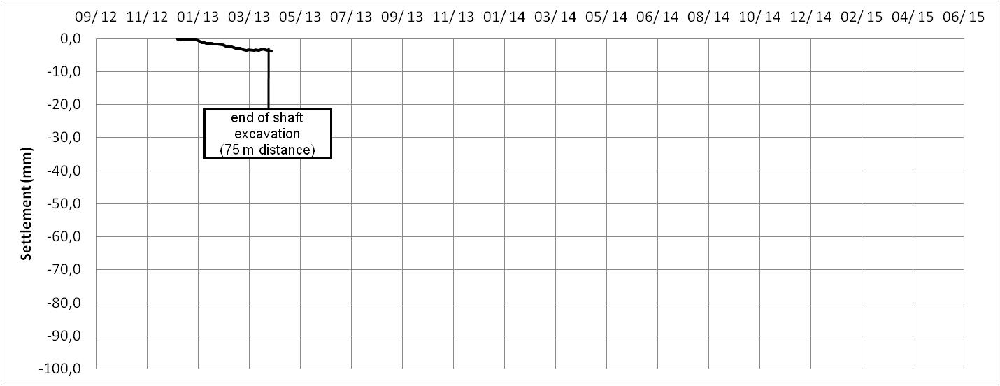 09/ 12 11/ 12 01/ 13 03/ 13 05/ 13 07/ 13 09/ 13 11/ 13 01/ 14 03/ 14 05/ 14 06/ 14 08/ 14 10/ 14 12/ 14 02/ 15 04/ 15 06/ 15
0,0
-10,0
-20,0
-30,0
-40,0
-50,0
-60,0
-70,0
-80,0
-90,0
-100,0
Settlement (mm)
end of shaft
excavation
(75 m distance)